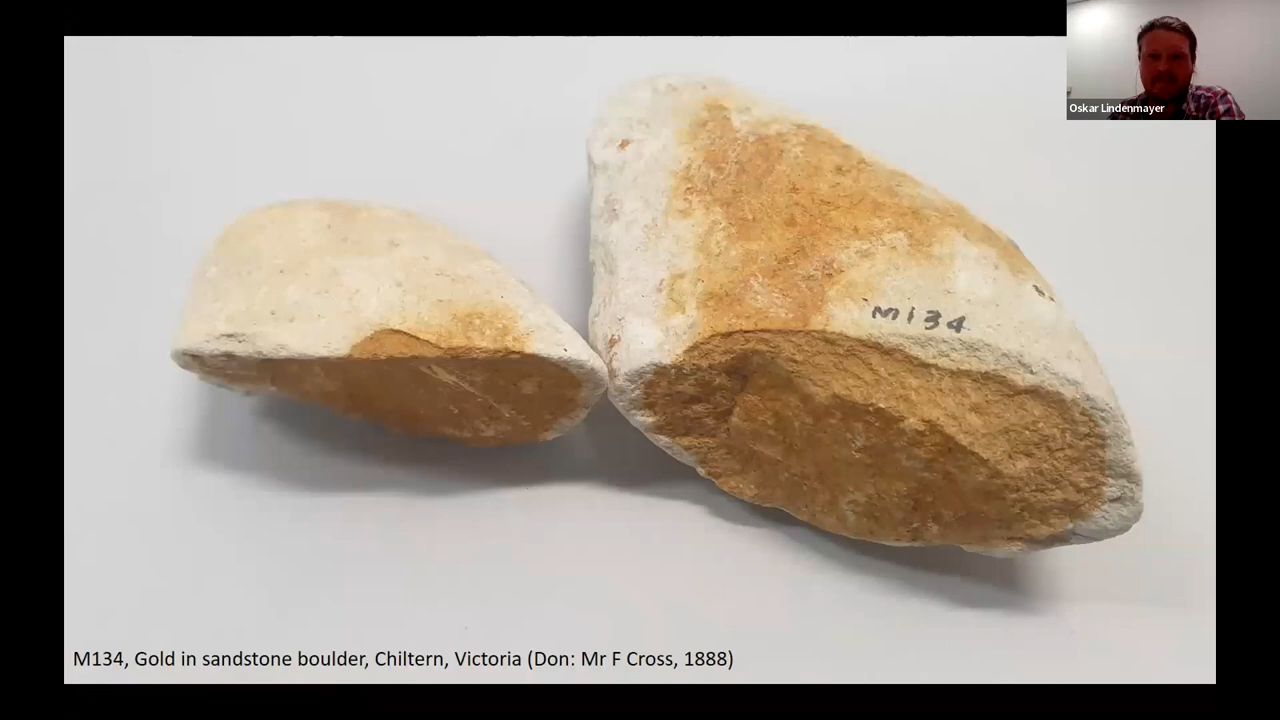 Oskar Lindenmayer
M134
M134, Gold in sandstone boulder, Chiltern, Victoria (Don: Mr F Cross, 1888)